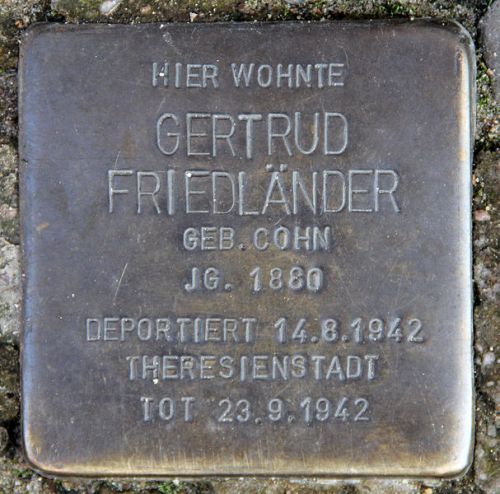 HIER WOHNTE
GERTRUD
FRIEDLÄNDER
GEB. COHN
JG. 1880
DEPORTIERT 14.8.1942
THERESIENSTADT
TOT 23.9.1942